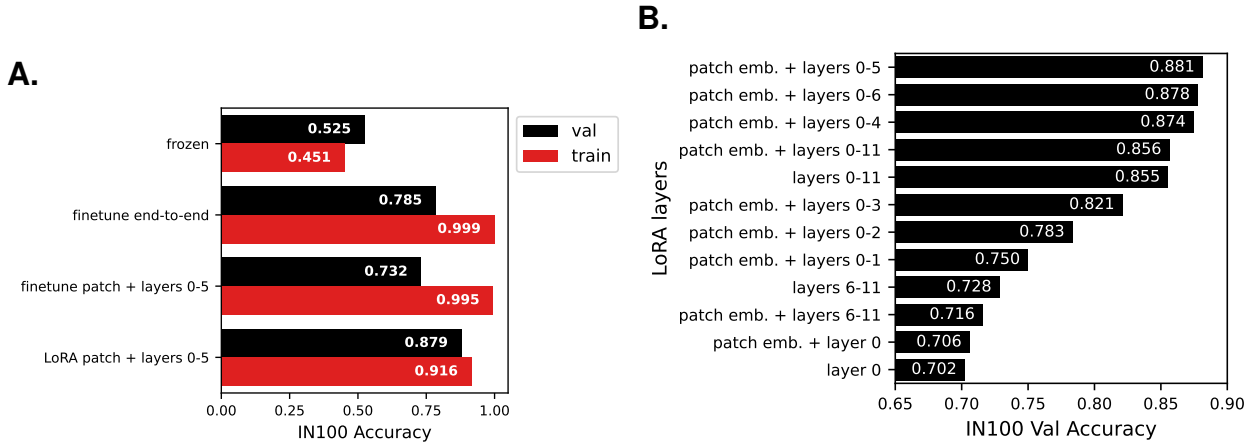 A.
frozen
finetune end-to-end
finetune patch + layers 0-5
LoRA patch + layers 0-5
0.525
0.451
0.785
0.999
0.732
0.995
0.879
0.916
0.00 0.25 0.50 0.75 1.00
IN100 Accuracy
val
train
B.
LoRA layers
patch emb. + layers 0-5 0.881
patch emb. + layers 0-6 0.878
patch emb. + layers 0-4 0.874
patch emb. + layers 0-11 0.856
layers 0-11 0.855
patch emb. + layers 0-3 0.821
patch emb. + layers 0-2 0.783
patch emb. + layers 0-1 0.750
layers 6-11 0.728
patch emb. + layers 6-11 0.716
patch emb. + layer 0 0.706
layer 0 0.702
0.65 0.70 0.75 0.80 0.85 0.90
IN100 Val Accuracy